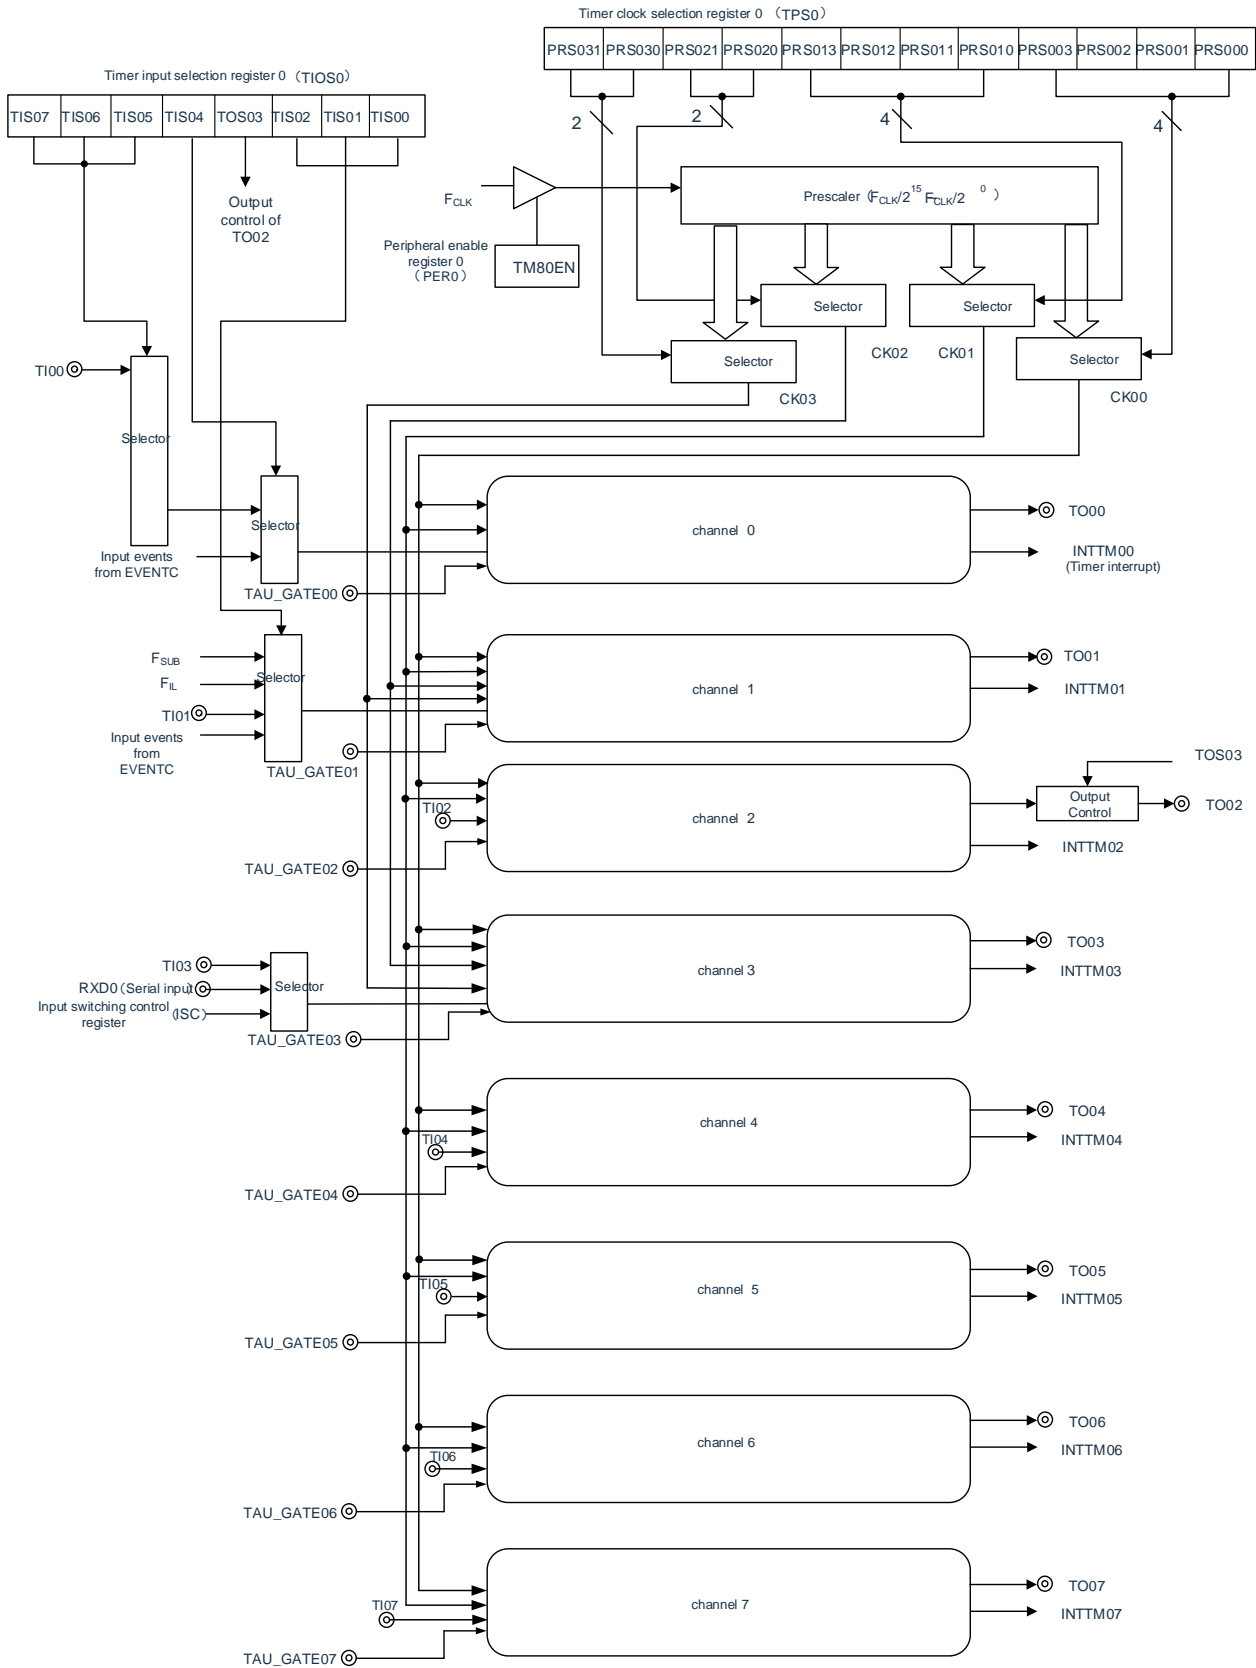 Timer clock selection register 0 （TPS0）
PRS031 PRS030 PRS021 PRS020 PRS013 PRS012 PRS011 PRS010 PRS003 PRS002 PRS001 PRS000
Timer input selection register 0 （TIOS0）
TIS07 TIS06 TIS05 TIS04 TOS03 TIS02 TIS01 TIS00
2
2
4
4
Output
control of
TO02
FCLK
Prescaler (FCLK/2^15 FCLK/2^0 )
Peripheral enable
register 0
（PER0）
TM80EN
Selector
Selector
CK02
CK01
Selector
Selector
CK03
CK00
TI00
Selector
Selector
Input events
from EVENTC
TAU_GATE00
channel 0
TO00
INTTM00
(Timer interrupt)
FSUB
FIL
TI01
Input events
from
EVENTC
Selector
TAU_GATE01
channel 1
TO01
INTTM01
TI02
TAU_GATE02
channel 2
TOS03
Output
Control
TO02
INTTM02
TI03
RXD0（Serial input）
Input switching control
register
(ISC)
Selector
TAU_GATE03
channel 3
TO03
INTTM03
TI04
TAU_GATE04
channel 4
TO04
INTTM04
TI05
TAU_GATE05
channel 5
TO05
INTTM05
TI06
TAU_GATE06
channel 6
TO06
INTTM06
TI07
TAU_GATE07
channel 7
TO07
INTTM07